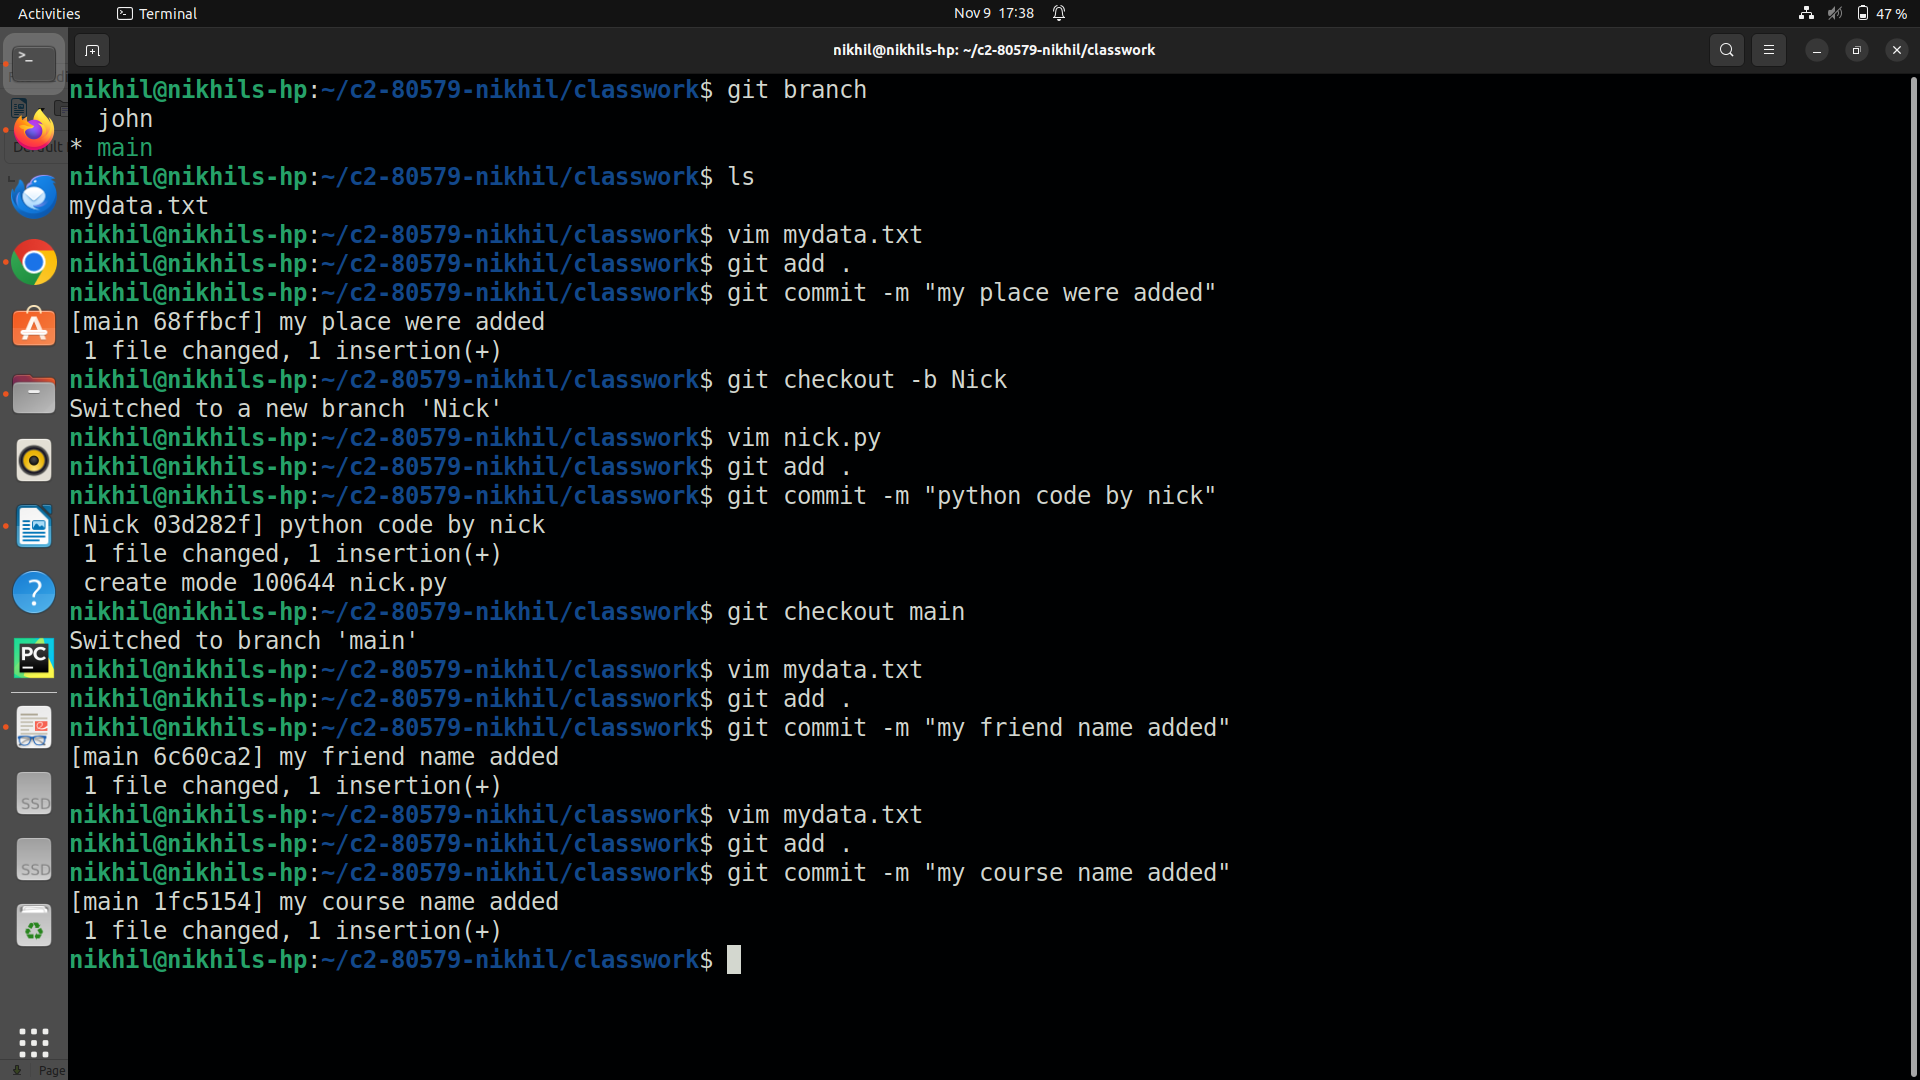 Activities Terminal Nov 9 17:38 47 %
nikhil@nikhils-hp: ~/c2-80579-nikhil/classwork
nikhil@nikhils-hp:~/c2-80579-nikhil/classwork$ git branch
  john
* main
nikhil@nikhils-hp:~/c2-80579-nikhil/classwork$ ls
mydata.txt
nikhil@nikhils-hp:~/c2-80579-nikhil/classwork$ vim mydata.txt
nikhil@nikhils-hp:~/c2-80579-nikhil/classwork$ git add .
nikhil@nikhils-hp:~/c2-80579-nikhil/classwork$ git commit -m "my place were added"
[main 68ffbcf] my place were added
 1 file changed, 1 insertion(+)
nikhil@nikhils-hp:~/c2-80579-nikhil/classwork$ git checkout -b Nick
Switched to a new branch 'Nick'
nikhil@nikhils-hp:~/c2-80579-nikhil/classwork$ vim nick.py
nikhil@nikhils-hp:~/c2-80579-nikhil/classwork$ git add .
nikhil@nikhils-hp:~/c2-80579-nikhil/classwork$ git commit -m "python code by nick"
[Nick 03d282f] python code by nick
 1 file changed, 1 insertion(+)
 create mode 100644 nick.py
nikhil@nikhils-hp:~/c2-80579-nikhil/classwork$ git checkout main
Switched to branch 'main'
nikhil@nikhils-hp:~/c2-80579-nikhil/classwork$ vim mydata.txt
nikhil@nikhils-hp:~/c2-80579-nikhil/classwork$ git add .
nikhil@nikhils-hp:~/c2-80579-nikhil/classwork$ git commit -m "my friend name added"
[main 6c60ca2] my friend name added
 1 file changed, 1 insertion(+)
nikhil@nikhils-hp:~/c2-80579-nikhil/classwork$ vim mydata.txt
nikhil@nikhils-hp:~/c2-80579-nikhil/classwork$ git add .
nikhil@nikhils-hp:~/c2-80579-nikhil/classwork$ git commit -m "my course name added"
[main 1fc5154] my course name added
 1 file changed, 1 insertion(+)
nikhil@nikhils-hp:~/c2-80579-nikhil/classwork$
PC
SSD
SSD
Page